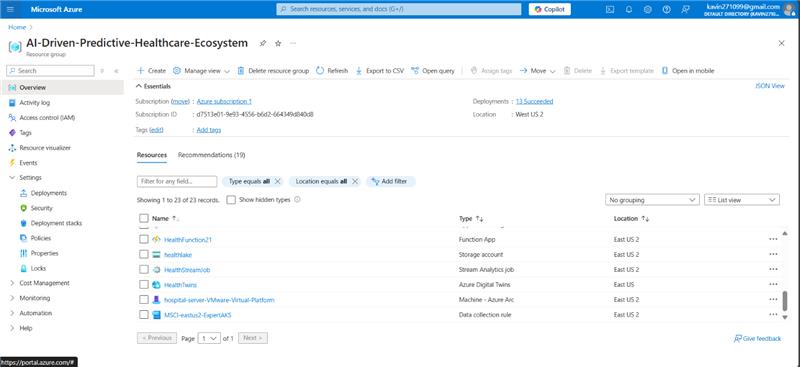 Microsoft Azure
Search resources, services, and docs (G+/)
Copilot
kavin271099@gmail.com
DEFAULT DIRECTORY (KAVIN2710...
Home >
AI-Driven-Predictive-Healthcare-Ecosystem
Resource group
Search
Create
Manage view
Delete resource group
Refresh
Export to CSV
Open query
Assign tags
Move
Delete
Export template
Open in mobile
Overview
Activity log
Access control (IAM)
Tags
Resource visualizer
Events
Settings
Deployments
Security
Deployment stacks
Policies
Properties
Locks
Cost Management
Monitoring
Automation
Help
Essentials
JSON View
Subscription (move) : Azure subscription 1
Deployments : 13 Succeeded
Subscription ID : d7513e01-9e93-4556-b6d2-664349d840d8
Location : West US 2
Tags (edit) : Add tags
Resources
Recommendations (19)
Filter for any field...
Type equals all
Location equals all
Add filter
Showing 1 to 23 of 23 records.
Show hidden types
No grouping
List view
Name Type Location
HealthFunction21 Function App East US 2
healthlake Storage account East US 2
HealthStreamJob Stream Analytics job East US 2
HealthTwins Azure Digital Twins East US
hospital-server-VMware-Virtual-Platform Machine - Azure Arc East US 2
MSCI-eastus2-ExpertAKS Data collection rule East US 2
< Previous Page 1 of 1 Next >
Give feedback
https://portal.azure.com/#